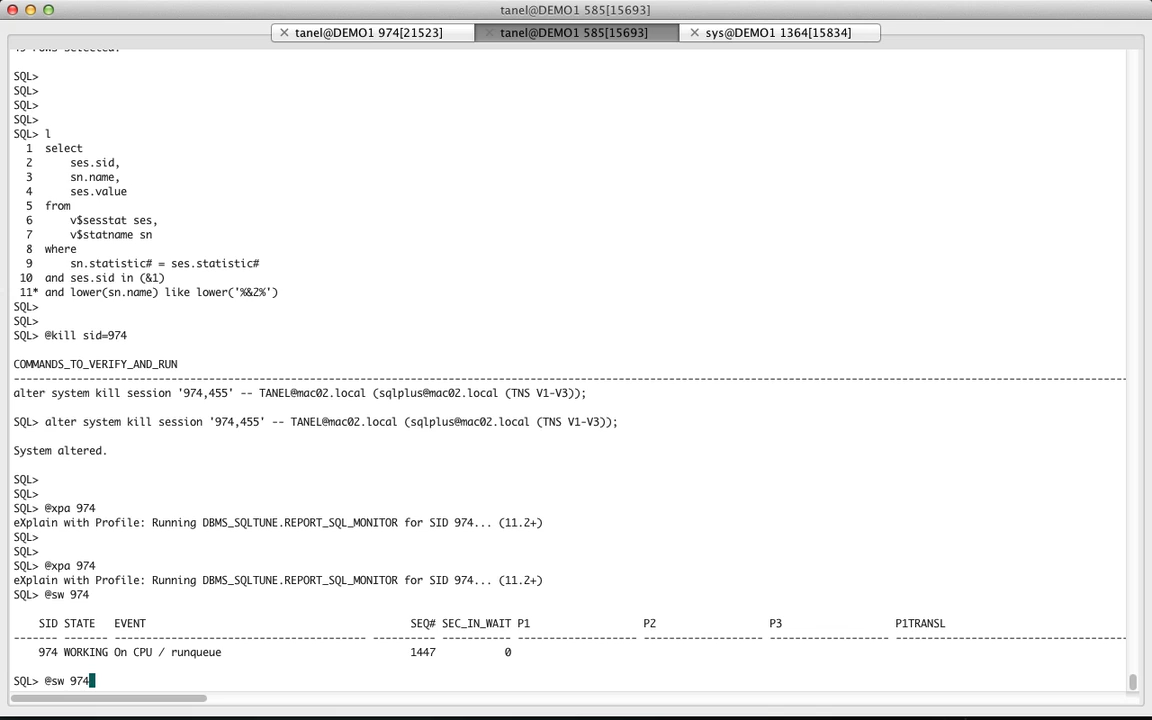 tanel@DEMO1 585[15693]
tanel@DEMO1 974[21523]
tanel@DEMO1 585[15693]
sys@DEMO1 1364[15834]
rows selected.
SQL>
SQL>
SQL>
SQL>
SQL> l
1 select
2 ses.sid,
3 sn.name,
4 ses.value
5 from
6 v$sesstat ses,
7 v$statname sn
8 where
9 sn.statistic# = ses.statistic#
10 and ses.sid in (&1)
11* and lower(sn.name) like lower('%&2%')
SQL>
SQL>
SQL> @kill sid=974
COMMANDS_TO_VERIFY_AND_RUN
alter system kill session '974,455' -- TANEL@mac02.local (sqlplus@mac02.local (TNS V1-V3));
SQL> alter system kill session '974,455' -- TANEL@mac02.local (sqlplus@mac02.local (TNS V1-V3));
System altered.
SQL>
SQL>
SQL> @xpa 974
eXplain with Profile: Running DBMS_SQLTUNE.REPORT_SQL_MONITOR for SID 974... (11.2+)
SQL>
SQL>
SQL> @xpa 974
eXplain with Profile: Running DBMS_SQLTUNE.REPORT_SQL_MONITOR for SID 974... (11.2+)
SQL> @sw 974
SID STATE EVENT SEQ# SEC_IN_WAIT P1 P2 P3 P1TRANSL
974 WORKING On CPU / runqueue 1447 0
SQL> @sw 974